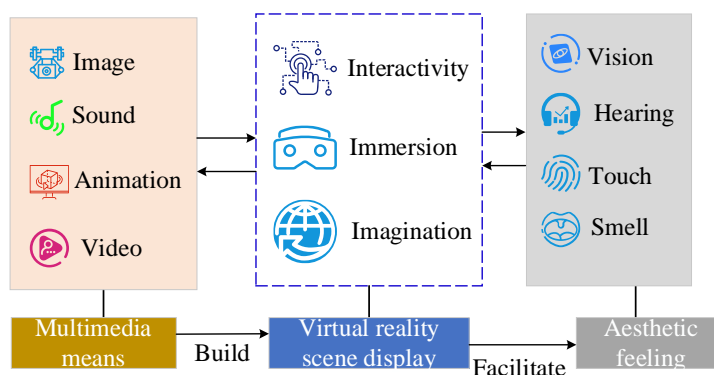 Image
Sound
Animation
Video
Interactivity
Immersion
Imagination
Vision
Hearing
Touch
Smell
Multimedia
means
Build
Virtual reality
scene display
Facilitate
Aesthetic
feeling